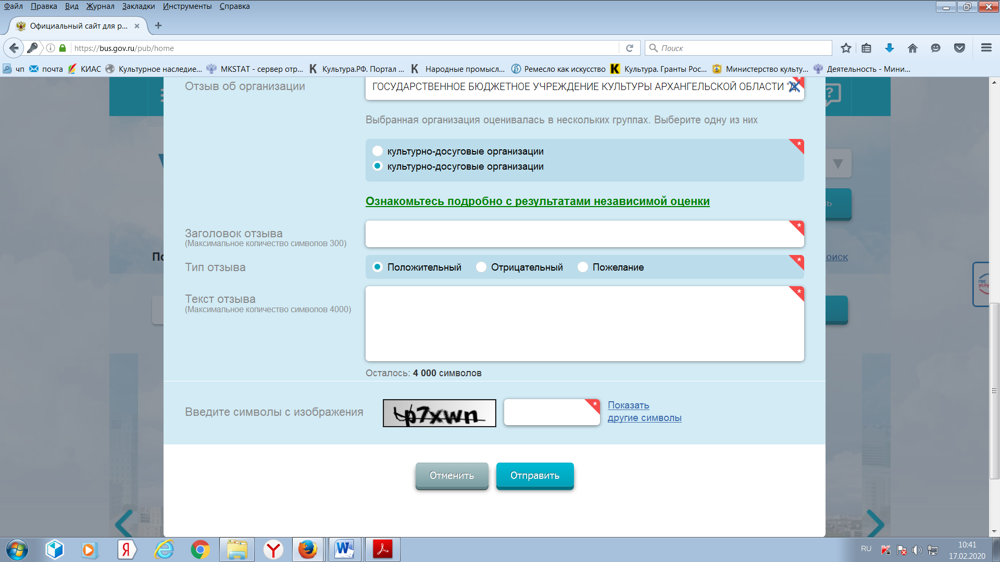 Файл Правка Вид Журнал Закладки Инструменты Справка
Официальный сайт для р...
https://bus.gov.ru/pub/home
Поиск
чп почта КИАС Культурное наследие... MKSTAT - сервер отр... Культура.РФ. Портал ... Народные промысл... Ремесло как искусство Культура. Гранты Рос... Министерство культу... Деятельность - Мини...
Отзыв об организации
ГОСУДАРСТВЕННОЕ БЮДЖЕТНОЕ УЧРЕЖДЕНИЕ КУЛЬТУРЫ АРХАНГЕЛЬСКОЙ ОБЛАСТИ "Д
Выбранная организация оценивалась в нескольких группах. Выберите одну из них
культурно-досуговые организации
культурно-досуговые организации
Ознакомьтесь подробно с результатами независимой оценки
Заголовок отзыва
(Максимальное количество символов 300)
По
оиск
Тип отзыва
Положительный Отрицательный Пожелание
Текст отзыва
(Максимальное количество символов 4000)
гос
услу
Осталось: 4 000 символов
Введите символы с изображения
Показать
другие символы
Отменить Отправить
RU
10:41
17.02.2020